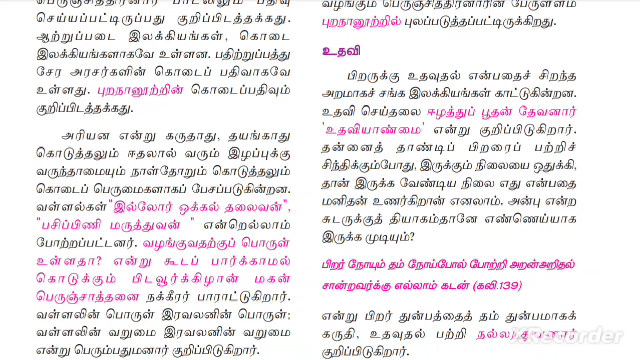 பெருஞ்சித்திரனார் பாடலிலும் பதிவு
செய்யப்பட்டிருப்பது குறிப்பிடத்தக்கது.
ஆற்றுப்படை இலக்கியங்கள், கொடை
இலக்கியங்களாகவே உள்ளன. பதிற்றுப்பத்து
சேர அரசர்களின் கொடைப் பதிவாகவே
உள்ளது. புறநானூற்றின் கொடைப்பதிவும்
குறிப்பிடத்தக்கது.
அரியன என்று கருதாது, தயங்காது
கொடுத்தலும் ஈதலால் வரும் இழப்புக்கு
வருந்தாமையும் நாள்தோறும் கொடுத்தலும்
கொடைப் பெருமைகளாகப் பேசப்படுகின்றன.
வள்ளல்கள் "இல்லோர் ஒக்கல் தலைவன்",
"பசிப்பிணி மருத்துவன் " என்றெல்லாம்
போற்றப்பட்டனர். வழங்குவதற்குப் பொருள்
உள்ளதா? என்று கூடப் பார்க்காமல்
கொடுக்கும் பிடவூர்க்கிழான் மகன்
பெருஞ்சாத்தனை நக்கீரர் பாராட்டுகிறார்.
வள்ளலின் பொருள் இரவலனின் பொருள்;
வள்ளலின் வறுமை இரவலனின் வறுமை
என்று பெரும்பதுமனார் குறிப்பிடுகிறார்.
வழங்கும் பெருஞ்சித்திரனாரின் பேருள்ளம்
புறநானூற்றில் புலப்படுத்தப்பட்டிருக்கிறது.
உதவி
பிறருக்கு உதவுதல் என்பதைச் சிறந்த
அறமாகச் சங்க இலக்கியங்கள் காட்டுகின்றன.
உதவி செய்தலை ஈழத்துப் பூதன் தேவனார்
'உதவியாண்மை' என்று குறிப்பிடுகிறார்.
தன்னைத் தாண்டிப் பிறரைப் பற்றிச்
சிந்திக்கும்போது, இருக்கும் நிலையை ஒதுக்கி,
தான் இருக்க வேண்டிய நிலை எது என்பதை
மனிதன் உணர்கிறான் எனலாம். அன்பு என்ற
சுடருக்குத் தியாகம்தானே எண்ணெய்யாக
இருக்க முடியும்?
பிறர் நோயும் தம் நோய்போல் போற்றி அறன்அறிதல்
சான்றவர்க்கு எல்லாம் கடன் (கலி.139)
என்று பிறர் துன்பத்தைத் தம் துன்பமாகக்
கருதி, உதவுதல் பற்றி நல்லந்துவனார்
குறிப்பிடுகிறார்.
XRecorder